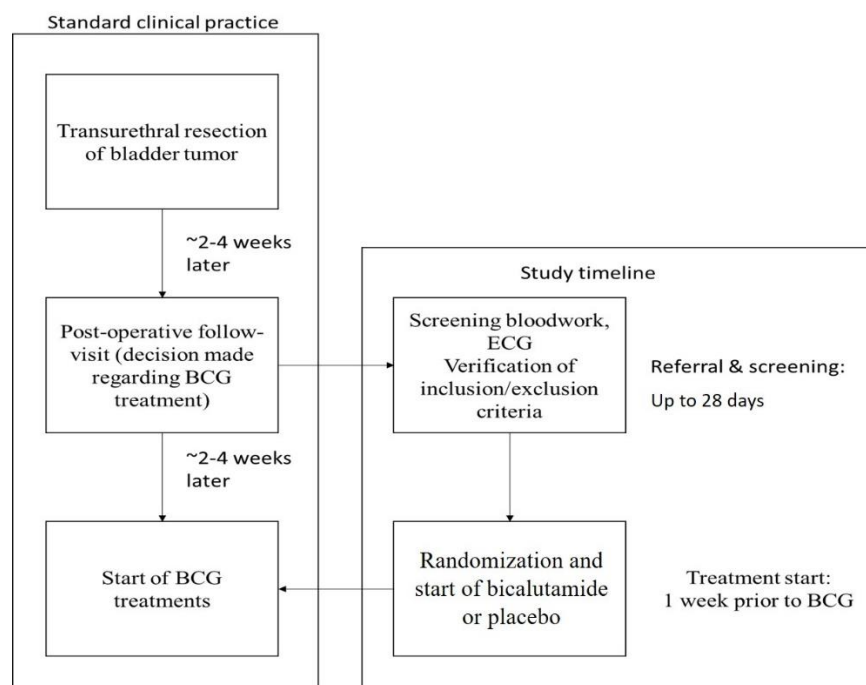 Standard clinical practice
Transurethral resection
of bladder tumor
~2-4 weeks
later
Study timeline
Post-operative follow-
visit (decision made
regarding BCG
treatment)
Screening bloodwork,
ECG
Verification of
inclusion/exclusion
criteria
Referral & screening:
Up to 28 days
~2-4 weeks
later
Start of BCG
treatments
Randomization and
start of bicalutamide
or placebo
Treatment start:
1 week prior to BCG